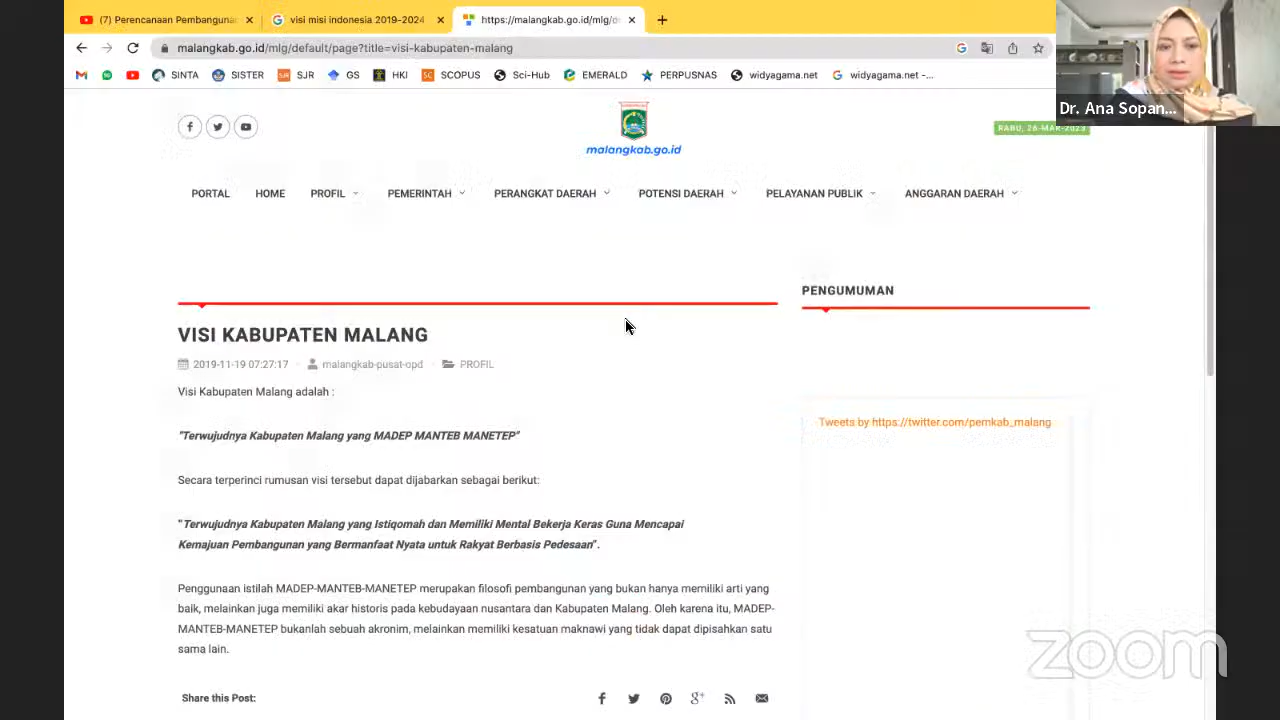 (7) Perencanaan Pembangunan
visi misi indonesia 2019-2024
https://malangkab.go.id/mlg/de
malangkab.go.id/mlg/default/page?title=visi-kabupaten-malang
SINTA SISTER SJR GS HKI SCOPUS Sci-Hub EMERALD PERPUSNAS widyagama.net widyagama.net -...
Dr. Ana Sopan...
malangkab.go.id
RABU, 26-MAR-2023
PORTAL HOME PROFIL PEMERINTAH PERANGKAT DAERAH POTENSI DAERAH PELAYANAN PUBLIK ANGGARAN DAERAH
PENGUMUMAN
VISI KABUPATEN MALANG
2019-11-19 07:27:17 malangkab-pusat-opd PROFIL
Visi Kabupaten Malang adalah :
Tweets by https://twitter.com/pemkab_malang
"Terwujudnya Kabupaten Malang yang MADEP MANTEB MANETEP"
Secara terperinci rumusan visi tersebut dapat dijabarkan sebagai berikut:
"Terwujudnya Kabupaten Malang yang Istiqomah dan Memiliki Mental Bekerja Keras Guna Mencapai
Kemajuan Pembangunan yang Bermanfaat Nyata untuk Rakyat Berbasis Pedesaan".
Penggunaan istilah MADEP-MANTEB-MANETEP merupakan filosofi pembangunan yang bukan hanya memiliki arti yang
baik, melainkan juga memiliki akar historis pada kebudayaan nusantara dan Kabupaten Malang. Oleh karena itu, MADEP-
MANTEB-MANETEP bukanlah sebuah akronim, melainkan memiliki kesatuan maknawi yang tidak dapat dipisahkan satu
sama lain.
zoom
Share this Post: